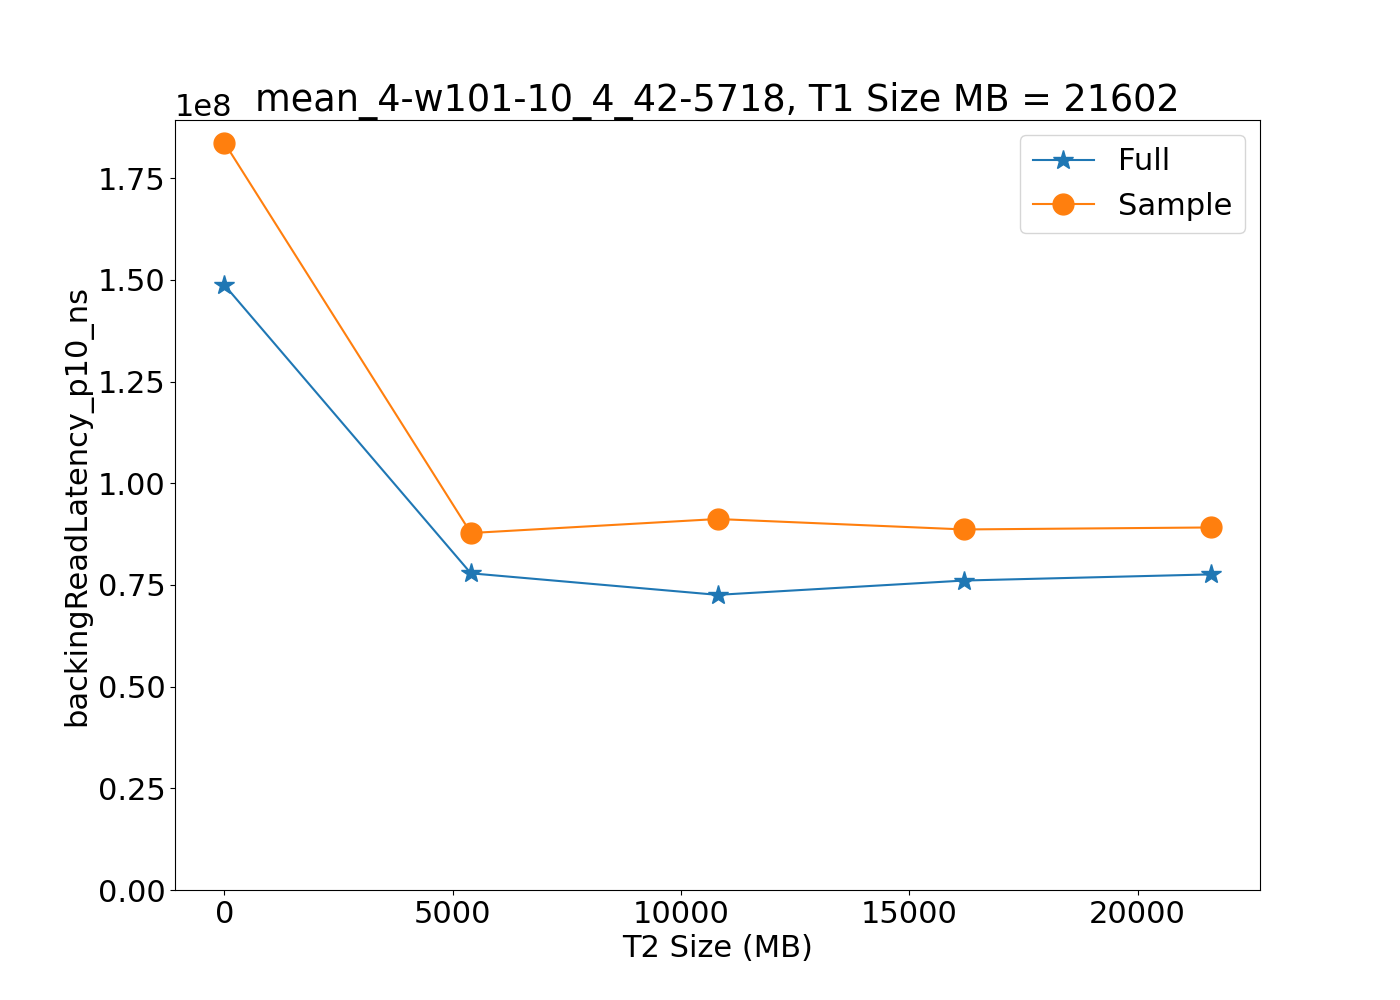 1e8
mean_4-w101-10_4_42-5718, T1 Size MB = 21602
Full
Sample
backingReadLatency_p10_ns
1.75
1.50
1.25
1.00
0.75
0.50
0.25
0.00
0 5000 10000 15000 20000
T2 Size (MB)